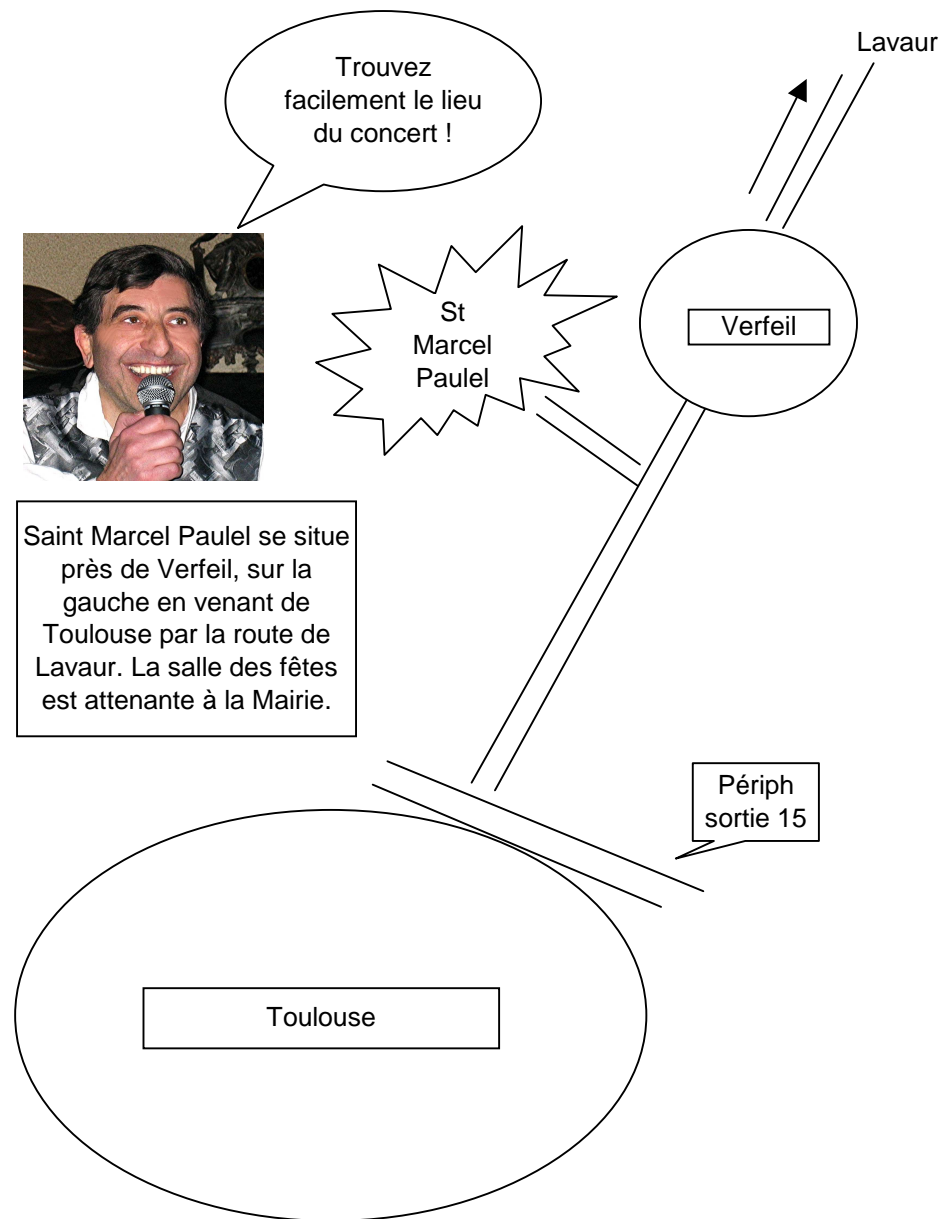 Lavaur
Trouvez
facilement le lieu
du concert !
St
Marcel
Paulel
Verfeil
Saint Marcel Paulel se situe
près de Verfeil, sur la
gauche en venant de
Toulouse par la route de
Lavaur. La salle des fêtes
est attenante à la Mairie.
Périph
sortie 15
Toulouse